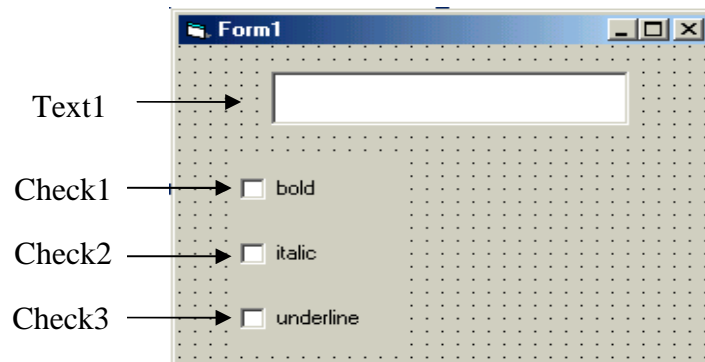 Form1
Text1
Check1
bold
Check2
italic
Check3
underline